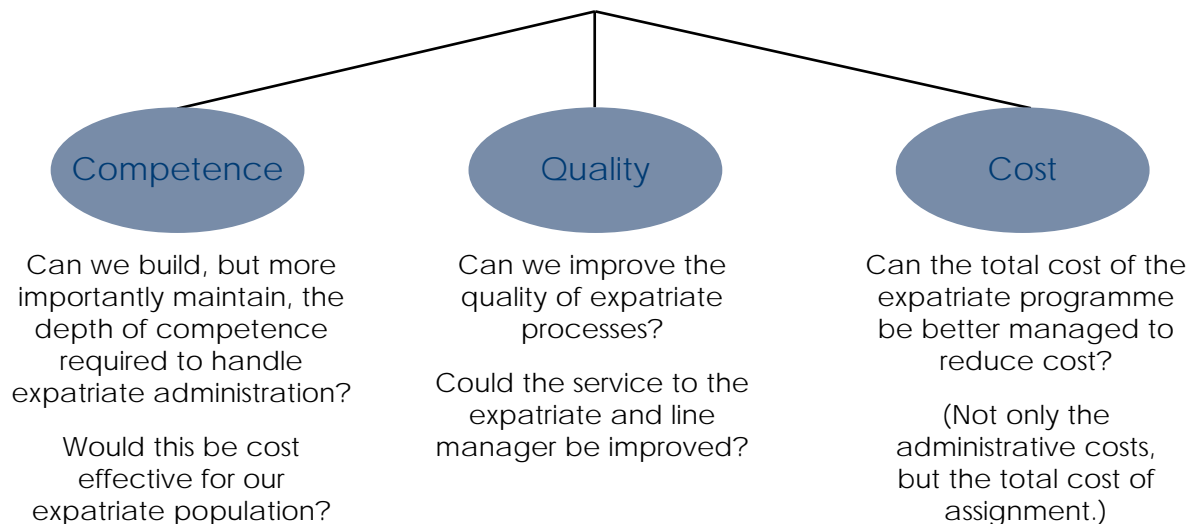 Competence
Can we build, but more
importantly maintain, the
depth of competence
required to handle
expatriate administration?
Would this be cost
effective for our
expatriate population?
Quality
Can we improve the
quality of expatriate
processes?
Could the service to the
expatriate and line
manager be improved?
Cost
Can the total cost of the
expatriate programme
be better managed to
reduce cost?
(Not only the
administrative costs,
but the total cost of
assignment.)